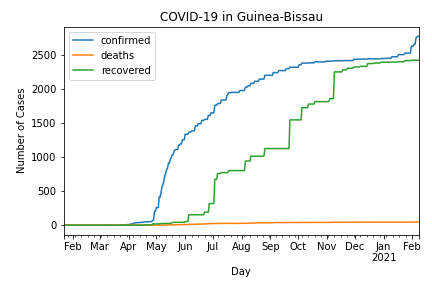 COVID-19 in Guinea-Bissau
confirmed
deaths
recovered
Number of Cases
2500
2000
1500
1000
500
0
Feb Mar Apr May Jun Jul Aug Sep Oct Nov Dec Jan Feb
2021
Day